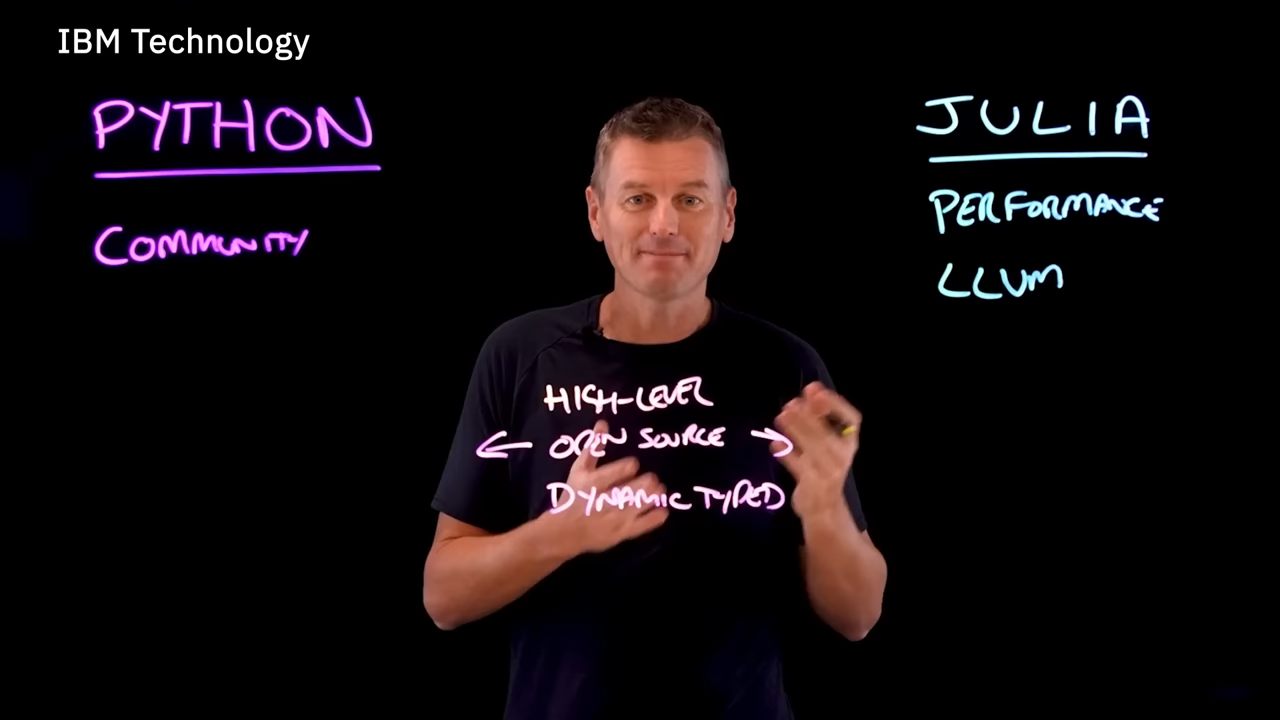 IBM Technology
PYTHON
COMMUNITY
JULIA
PERFORMANCE
LLVM
HIGH-LEVEL
← OPEN SOURCE →
DYNAMIC TYPED